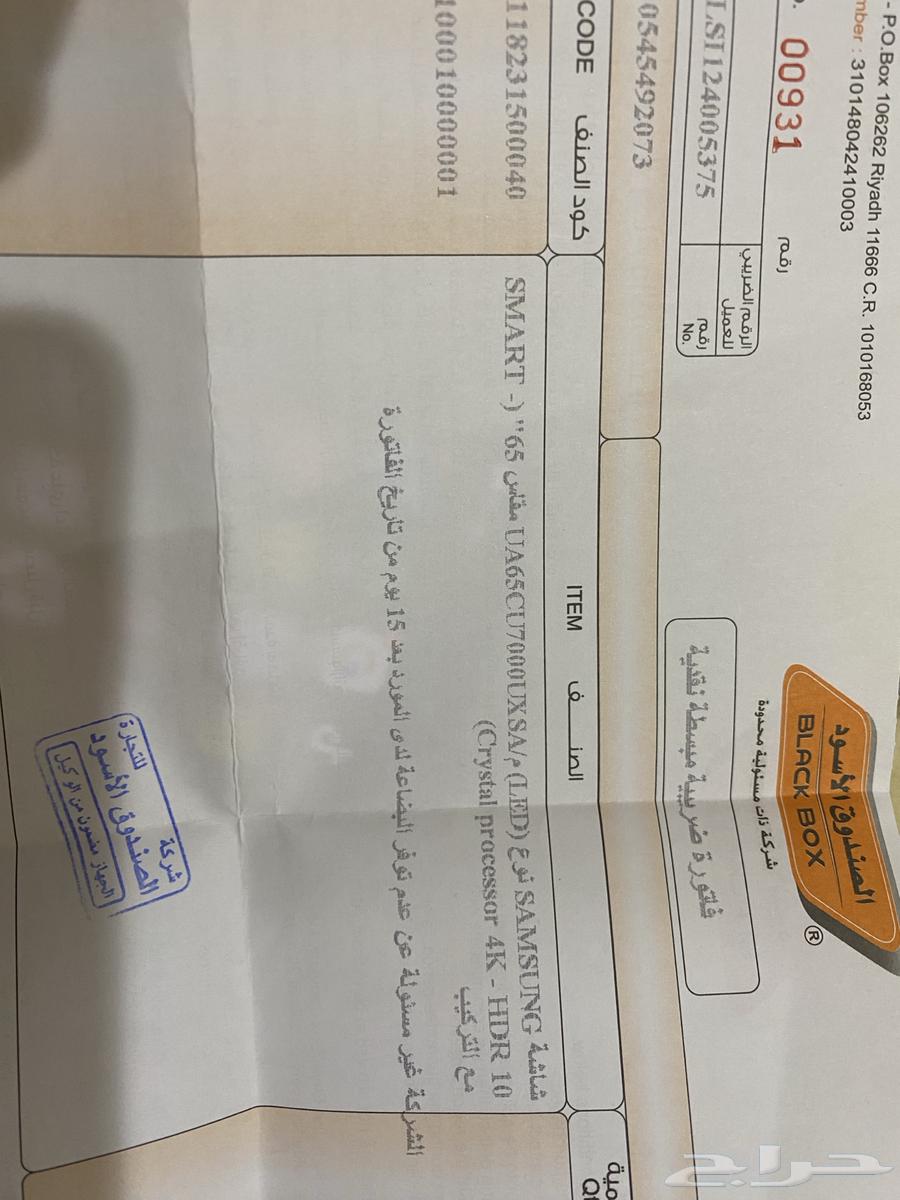 - P.O.Box 106262 Riyadh 11666 C.R. 1010168053
mber : 310148042410003
الصندوق الأسود
BLACK BOX
®
شركة ذات مسئولية محدودة
00931
رقم
الرقم الضريبي
للعميل
LSI124005375
رقم
No.
فاتورة ضريبية مبسطة نقدية
0545492073
CODE كود الصنف
ITEM الصنــف
مية
118231500040
شاشة SAMSUNG نوع (LED) م/UA65CU7000UXSA مقاس 65" (- SMART
Crystal processor 4K - HDR 10)
مع التركيب
100010000001
الشركة غير مسئولة عن عدم توفر البضاعة لدى المورد بعد 15 يوم من تاريخ الفاتورة
شركة
الصندوق الأسود
للتجارة
الجهاز مضمون من الوكيل
حراج